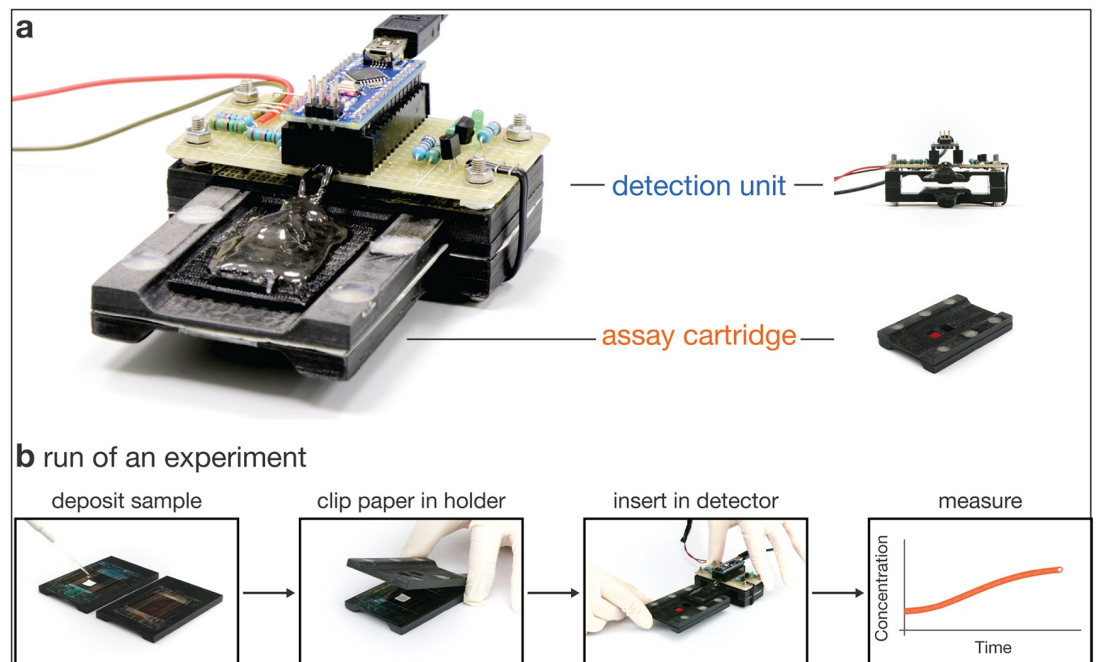 a
detection unit
assay cartridge
b run of an experiment
deposit sample
clip paper in holder
insert in detector
measure
Concentration
Time